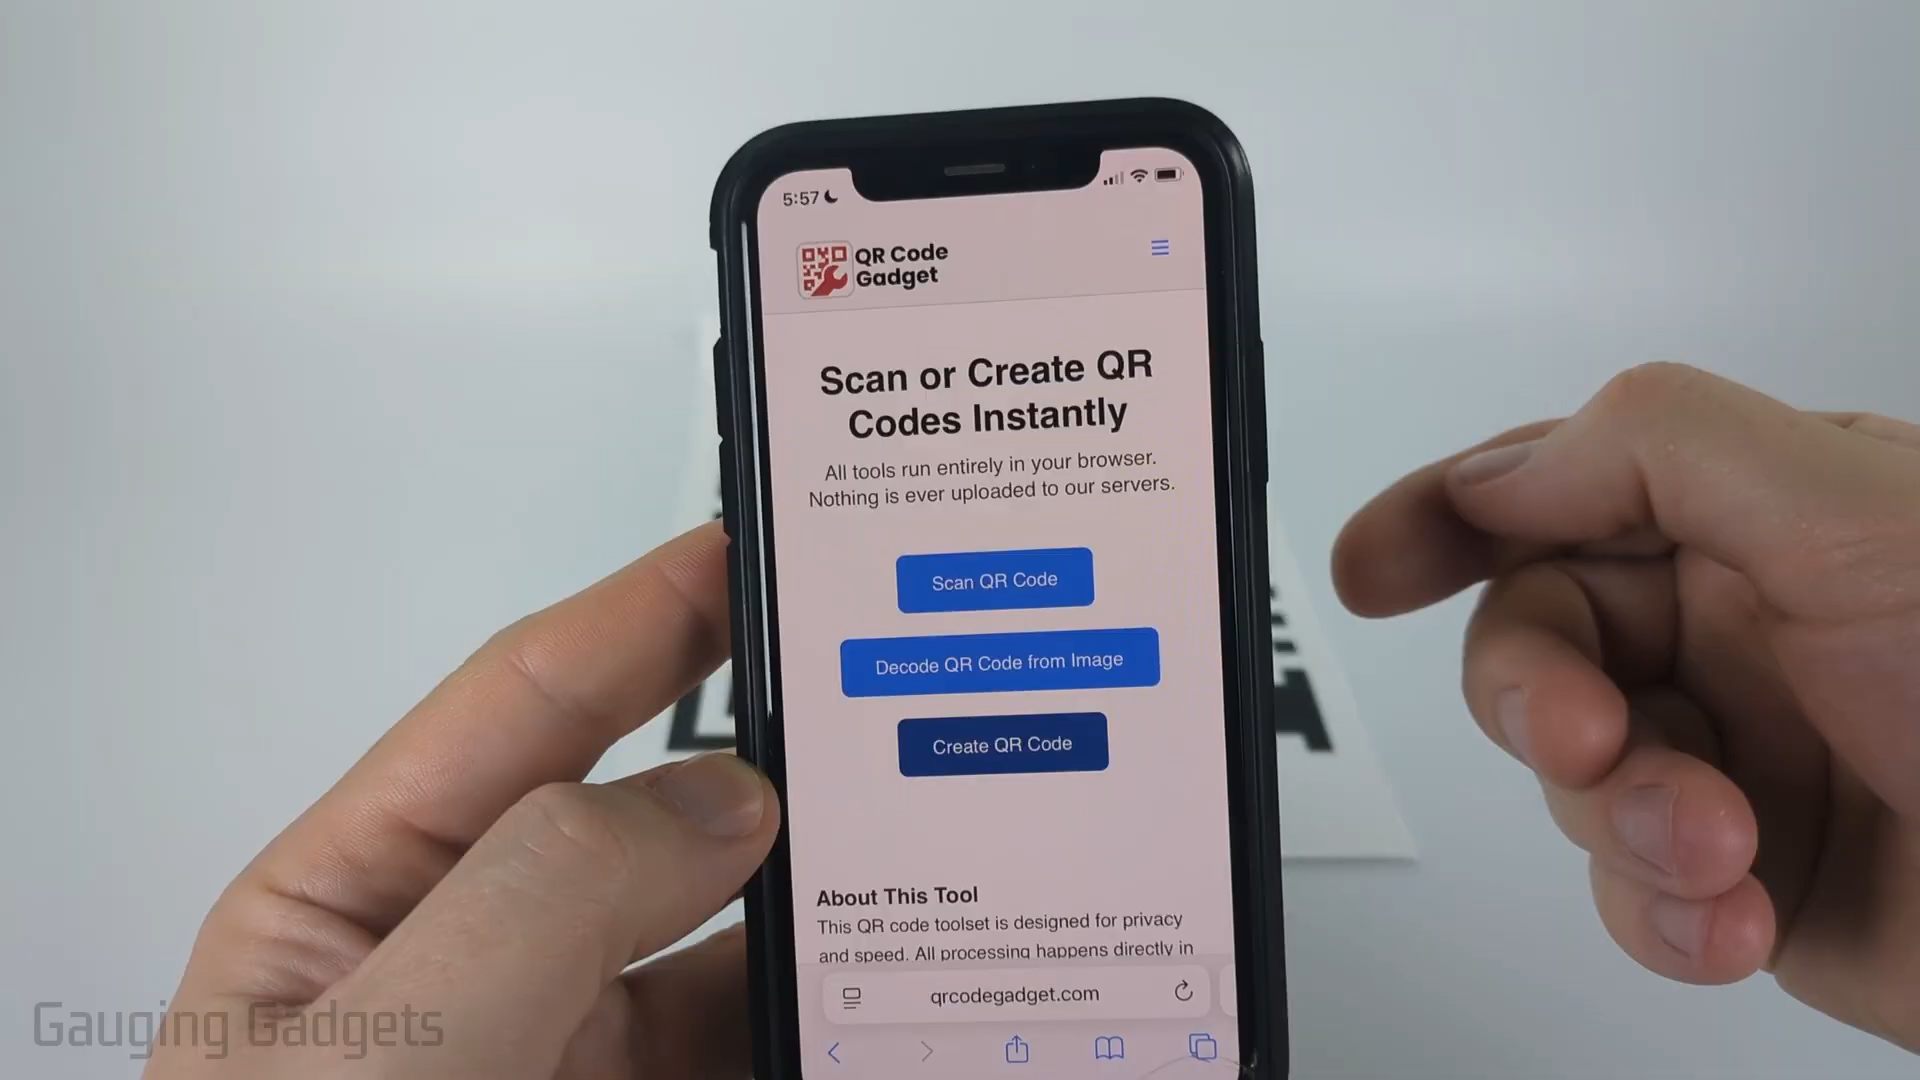 5:57
QR Code
Gadget
Scan or Create QR
Codes Instantly
All tools run entirely in your browser.
Nothing is ever uploaded to our servers.
Scan QR Code
Decode QR Code from Image
Create QR Code
About This Tool
This QR code toolset is designed for privacy
and speed. All processing happens directly in
qrcodegadget.com
Gauging Gadgets